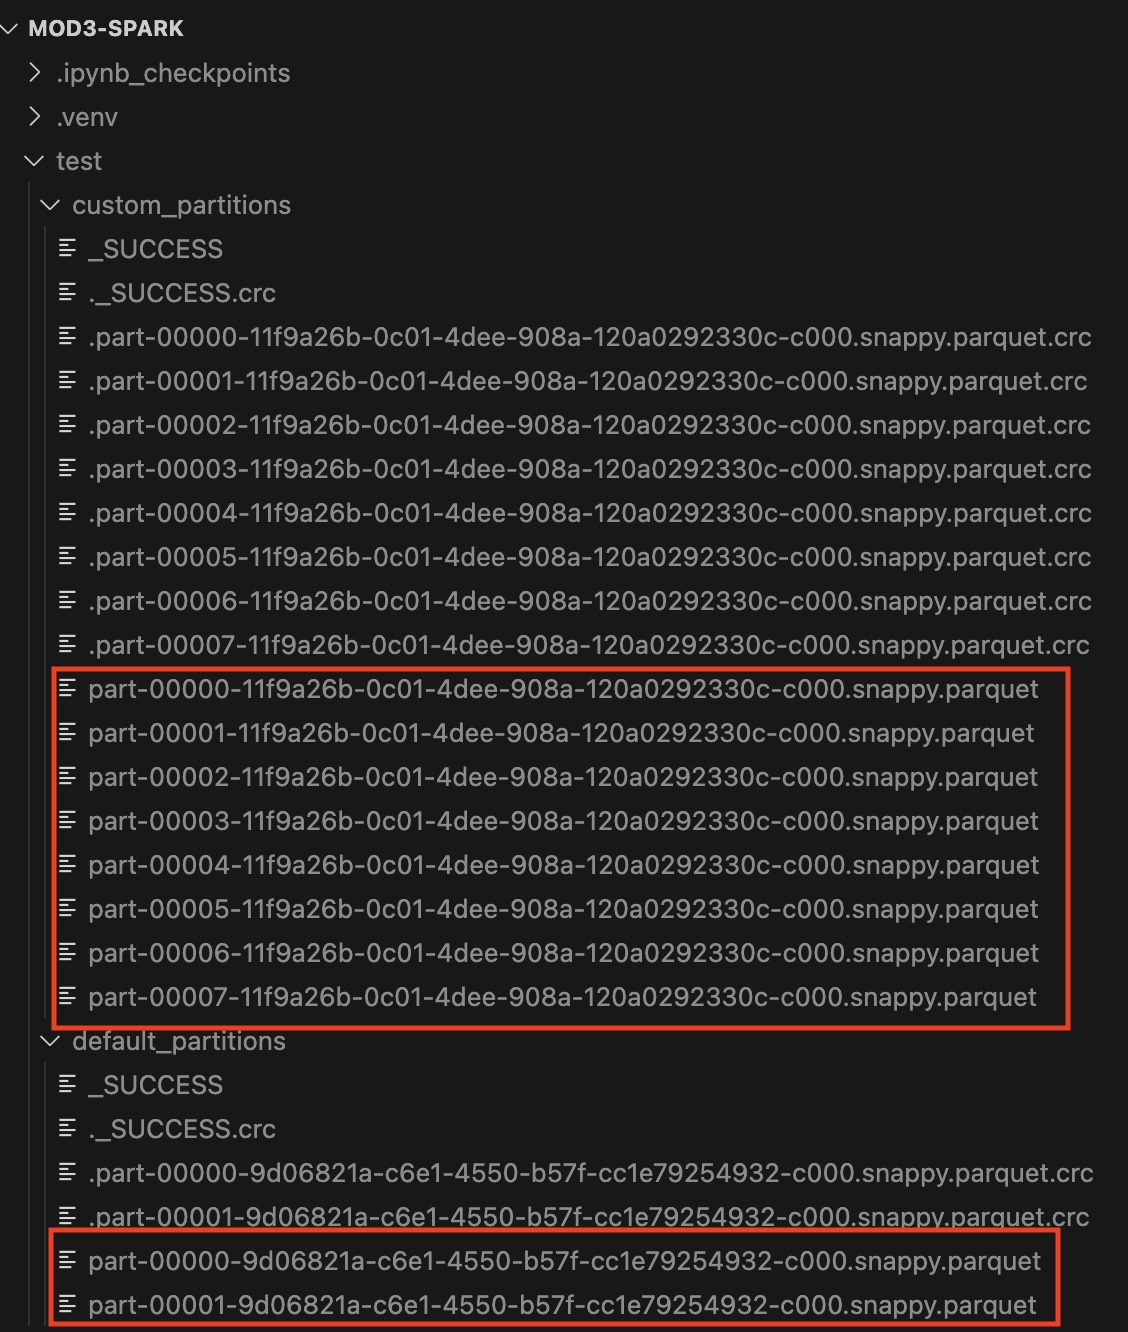 MOD3-SPARK
.ipynb_checkpoints
.venv
test
custom_partitions
_SUCCESS
._SUCCESS.crc
.part-00000-11f9a26b-0c01-4dee-908a-120a0292330c-c000.snappy.parquet.crc
.part-00001-11f9a26b-0c01-4dee-908a-120a0292330c-c000.snappy.parquet.crc
.part-00002-11f9a26b-0c01-4dee-908a-120a0292330c-c000.snappy.parquet.crc
.part-00003-11f9a26b-0c01-4dee-908a-120a0292330c-c000.snappy.parquet.crc
.part-00004-11f9a26b-0c01-4dee-908a-120a0292330c-c000.snappy.parquet.crc
.part-00005-11f9a26b-0c01-4dee-908a-120a0292330c-c000.snappy.parquet.crc
.part-00006-11f9a26b-0c01-4dee-908a-120a0292330c-c000.snappy.parquet.crc
.part-00007-11f9a26b-0c01-4dee-908a-120a0292330c-c000.snappy.parquet.crc
part-00000-11f9a26b-0c01-4dee-908a-120a0292330c-c000.snappy.parquet
part-00001-11f9a26b-0c01-4dee-908a-120a0292330c-c000.snappy.parquet
part-00002-11f9a26b-0c01-4dee-908a-120a0292330c-c000.snappy.parquet
part-00003-11f9a26b-0c01-4dee-908a-120a0292330c-c000.snappy.parquet
part-00004-11f9a26b-0c01-4dee-908a-120a0292330c-c000.snappy.parquet
part-00005-11f9a26b-0c01-4dee-908a-120a0292330c-c000.snappy.parquet
part-00006-11f9a26b-0c01-4dee-908a-120a0292330c-c000.snappy.parquet
part-00007-11f9a26b-0c01-4dee-908a-120a0292330c-c000.snappy.parquet
default_partitions
_SUCCESS
._SUCCESS.crc
.part-00000-9d06821a-c6e1-4550-b57f-cc1e79254932-c000.snappy.parquet.crc
.part-00001-9d06821a-c6e1-4550-b57f-cc1e79254932-c000.snappy.parquet.crc
part-00000-9d06821a-c6e1-4550-b57f-cc1e79254932-c000.snappy.parquet
part-00001-9d06821a-c6e1-4550-b57f-cc1e79254932-c000.snappy.parquet